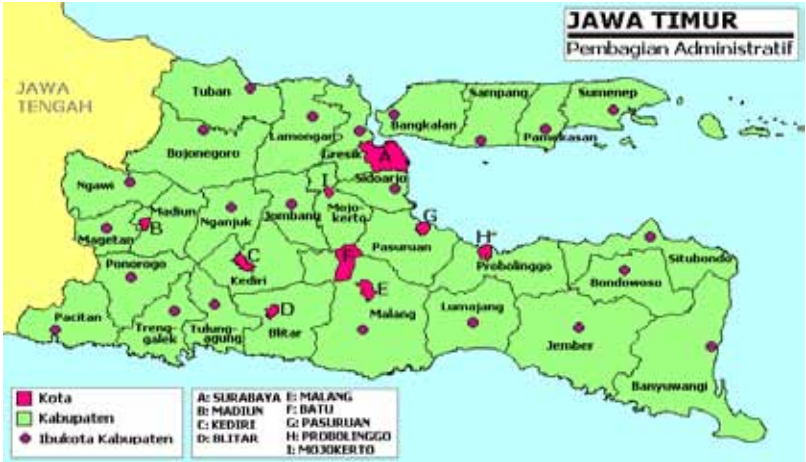 JAWA TIMUR
Pembagian Administratif
JAWA
TENGAH
Tuban
Lamongan
Bojonegoro
Gresik
A
Bangkalan
Sampang
Pamekasan
Sumenep
Ngawi
Madiun
B
Magetan
Nganjuk
Jombang
I
Mojo-
kerto
Sidoarjo
G
Pasuruan
H
Probolinggo
Situbondo
Bondowoso
Ponorogo
C
Kediri
F
E
Malang
D
Blitar
Pacitan
Treng-
galek
Tulung-
agung
Lumajang
Jember
Banyuwangi
Kota
Kabupaten
Ibukota Kabupaten
A: SURABAYA
B: MADIUN
C: KEDIRI
D: BLITAR
E: MALANG
F: BATU
G: PASURUAN
H: PROBOLINGGO
I: MOJOKERTO